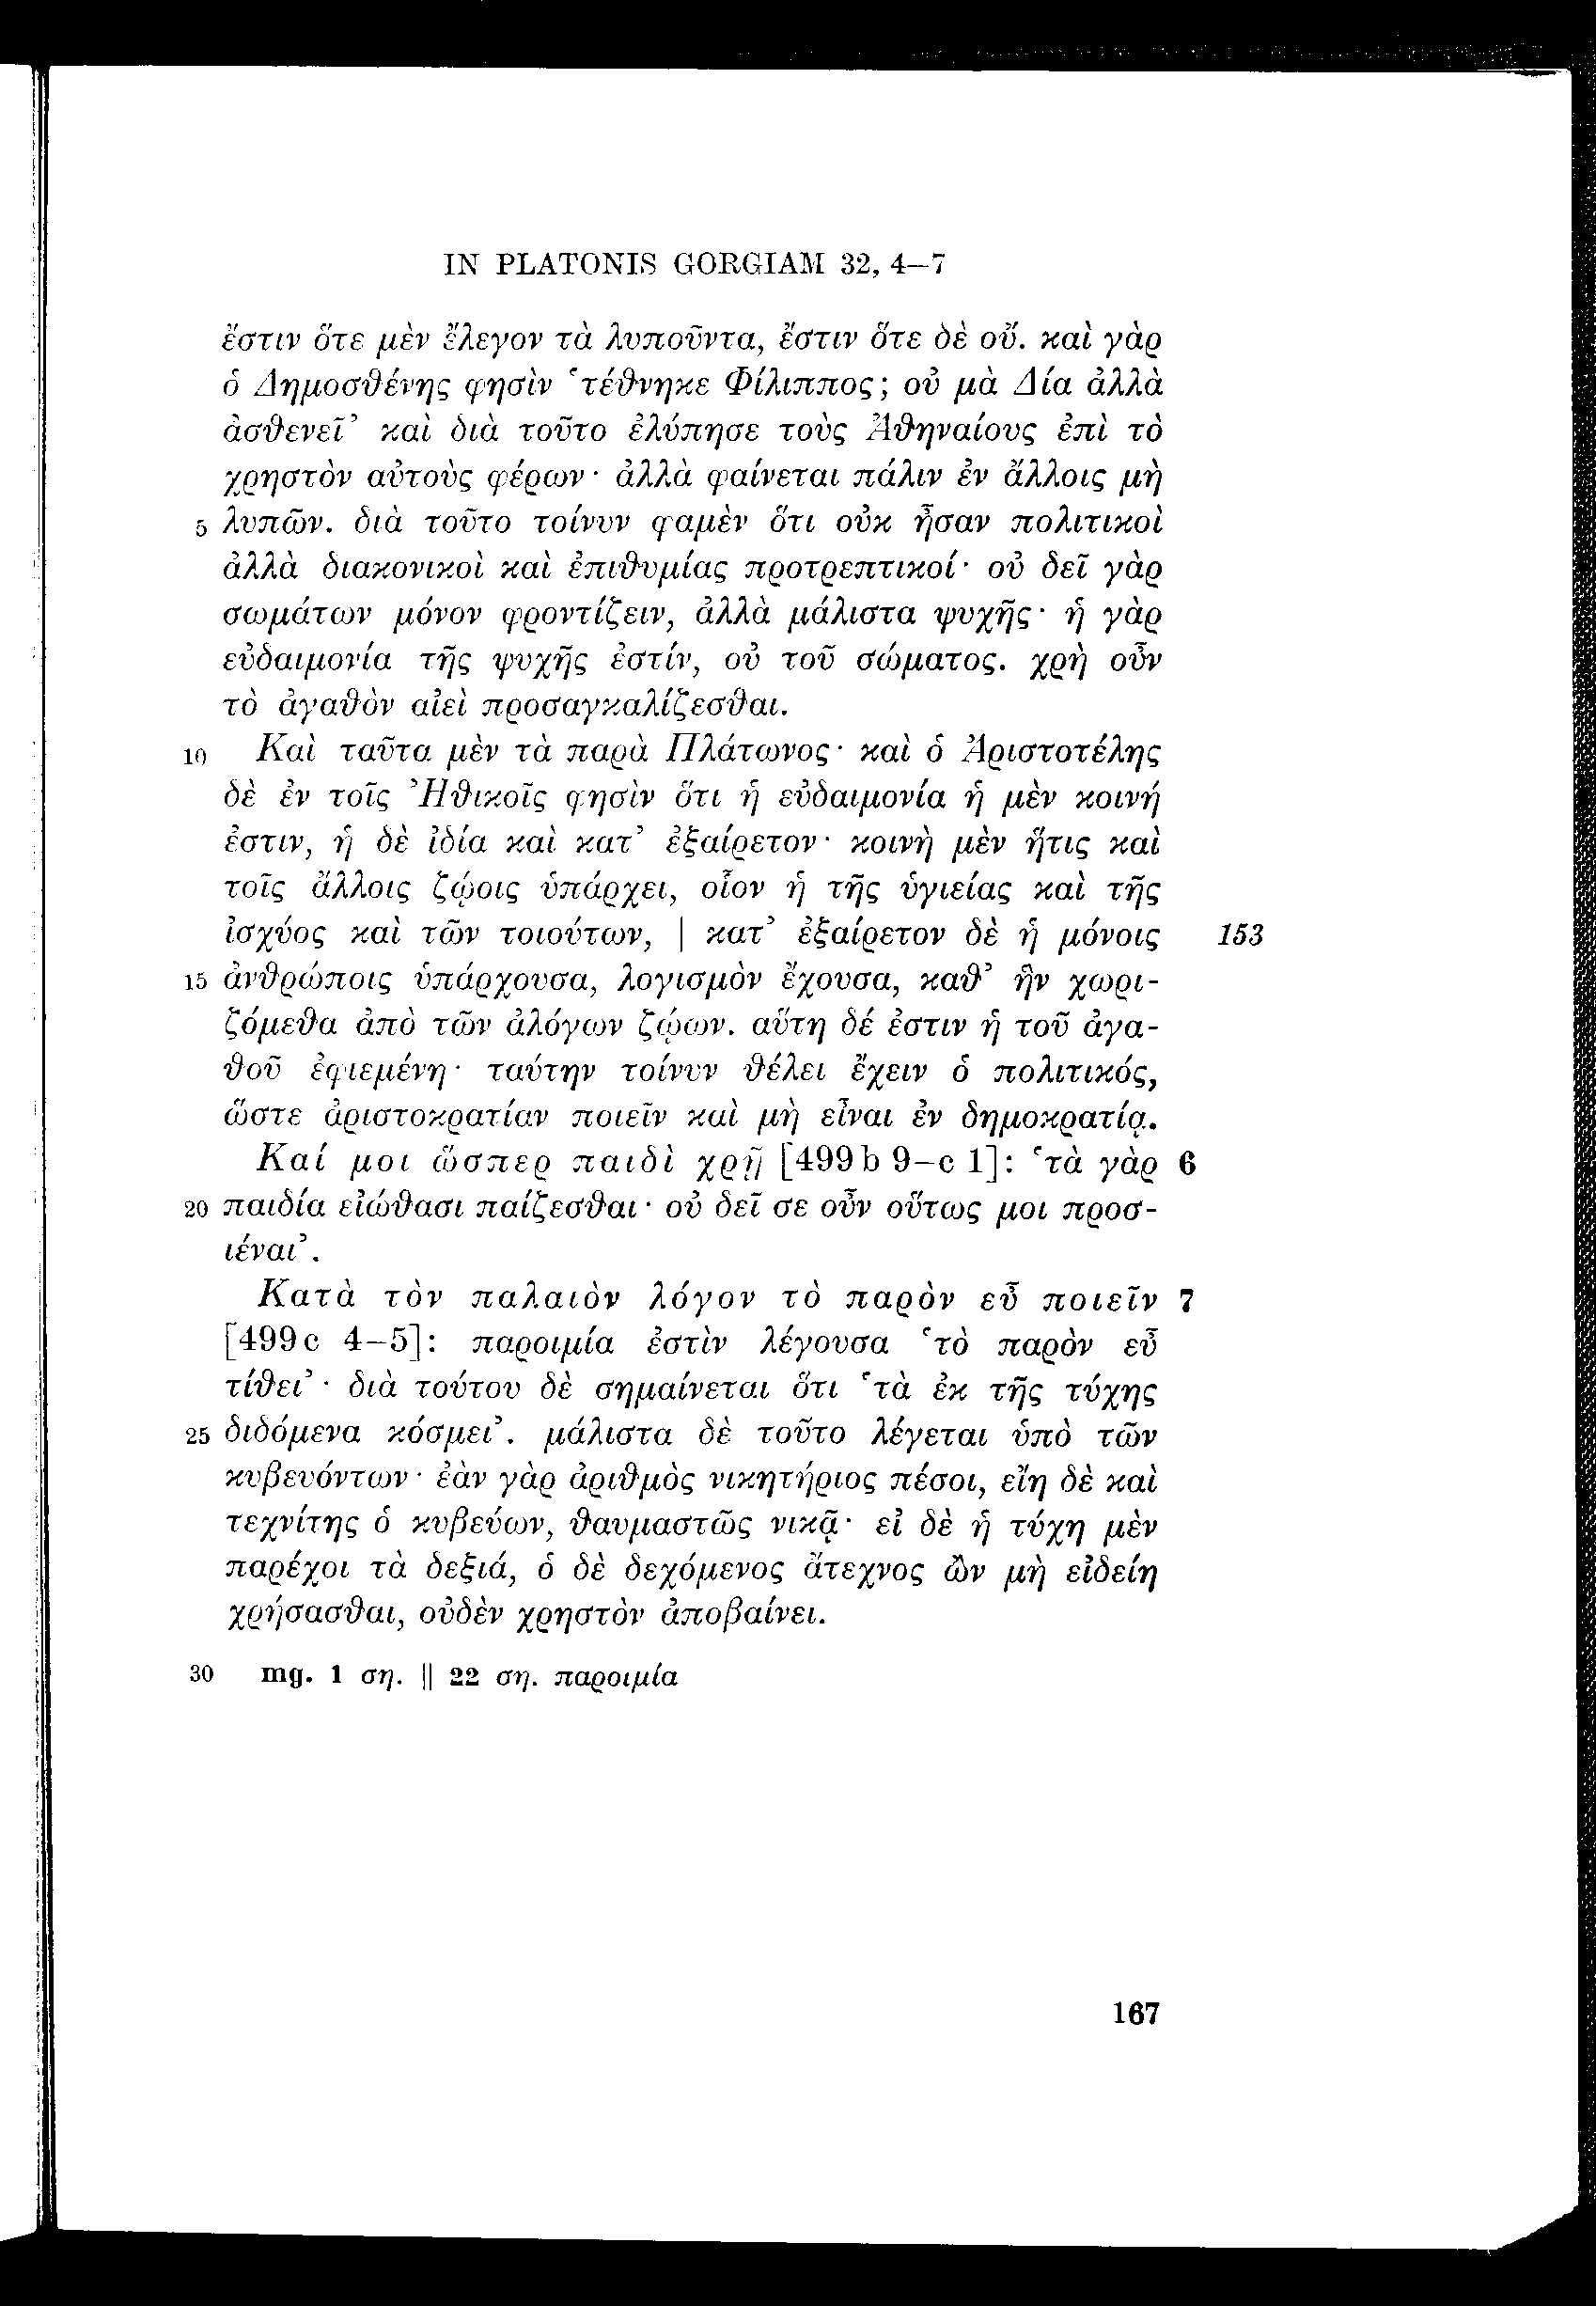 IN PLATONIS GORGIAM 32, 4–7
ἔστιν ὅτε μὲν ἔλεγον τὰ λυποῦντα, ἔστιν ὅτε δὲ οὔ. καὶ γὰρ
ὁ Δημοσθένης φησὶν ‘τέθνηκε Φίλιππος; οὐ μὰ Δία ἀλλὰ
ἀσθενεῖ’ καὶ διὰ τοῦτο ἐλύπησε τοὺς Ἀθηναίους ἐπὶ τὸ
χρηστὸν αὐτοὺς φέρων· ἀλλὰ φαίνεται πάλιν ἐν ἄλλοις μὴ
5 λυπῶν. διὰ τοῦτο τοίνυν φαμὲν ὅτι οὐκ ἦσαν πολιτικοὶ
ἀλλὰ διακονικοὶ καὶ ἐπιθυμίας προτρεπτικοί· οὐ δεῖ γὰρ
σωμάτων μόνον φροντίζειν, ἀλλὰ μάλιστα ψυχῆς· ἡ γὰρ
εὐδαιμονία τῆς ψυχῆς ἐστίν, οὐ τοῦ σώματος. χρὴ οὖν
τὸ ἀγαθὸν αἰεὶ προσαγκαλίζεσθαι.
10 Καὶ ταῦτα μὲν τὰ παρὰ Πλάτωνος· καὶ ὁ Ἀριστοτέλης
δὲ ἐν τοῖς Ἠθικοῖς φησὶν ὅτι ἡ εὐδαιμονία ἡ μὲν κοινή
ἐστιν, ἡ δὲ ἰδία καὶ κατ’ ἐξαίρετον· κοινὴ μὲν ἥτις καὶ
τοῖς ἄλλοις ζῴοις ὑπάρχει, οἷον ἡ τῆς ὑγιείας καὶ τῆς
ἰσχύος καὶ τῶν τοιούτων, | κατ’ ἐξαίρετον δὲ ἡ μόνοις 153
15 ἀνθρώποις ὑπάρχουσα, λογισμὸν ἔχουσα, καθ’ ἣν χωρι-
ζόμεθα ἀπὸ τῶν ἀλόγων ζῴων. αὕτη δέ ἐστιν ἡ τοῦ ἀγα-
θοῦ ἐφιεμένη· ταύτην τοίνυν θέλει ἔχειν ὁ πολιτικός,
ὥστε ἀριστοκρατίαν ποιεῖν καὶ μὴ εἶναι ἐν δημοκρατίᾳ.
Καί μοι ὥσπερ παιδὶ χρῇ [499b 9–c 1]: ‘τὰ γὰρ 6
20 παιδία εἰώθασι παίζεσθαι· οὐ δεῖ σε οὖν οὕτως μοι προσ-
ιέναι’.
Κατὰ τὸν παλαιὸν λόγον τὸ παρὸν εὖ ποιεῖν 7
[499c 4–5]: παροιμία ἐστὶν λέγουσα ‘τὸ παρὸν εὖ
τίθει’· διὰ τούτου δὲ σημαίνεται ὅτι ‘τὰ ἐκ τῆς τύχης
25 διδόμενα κόσμει’. μάλιστα δὲ τοῦτο λέγεται ὑπὸ τῶν
κυβευόντων· ἐὰν γὰρ ἀριθμὸς νικητήριος πέσοι, εἴη δὲ καὶ
τεχνίτης ὁ κυβεύων, θαυμαστῶς νικᾷ· εἰ δὲ ἡ τύχη μὲν
παρέχοι τὰ δεξιά, ὁ δὲ δεχόμενος ἄτεχνος ὢν μὴ εἰδείη
χρήσασθαι, οὐδὲν χρηστὸν ἀποβαίνει.
30 mg. 1 ση. || 22 ση. παροιμία
167